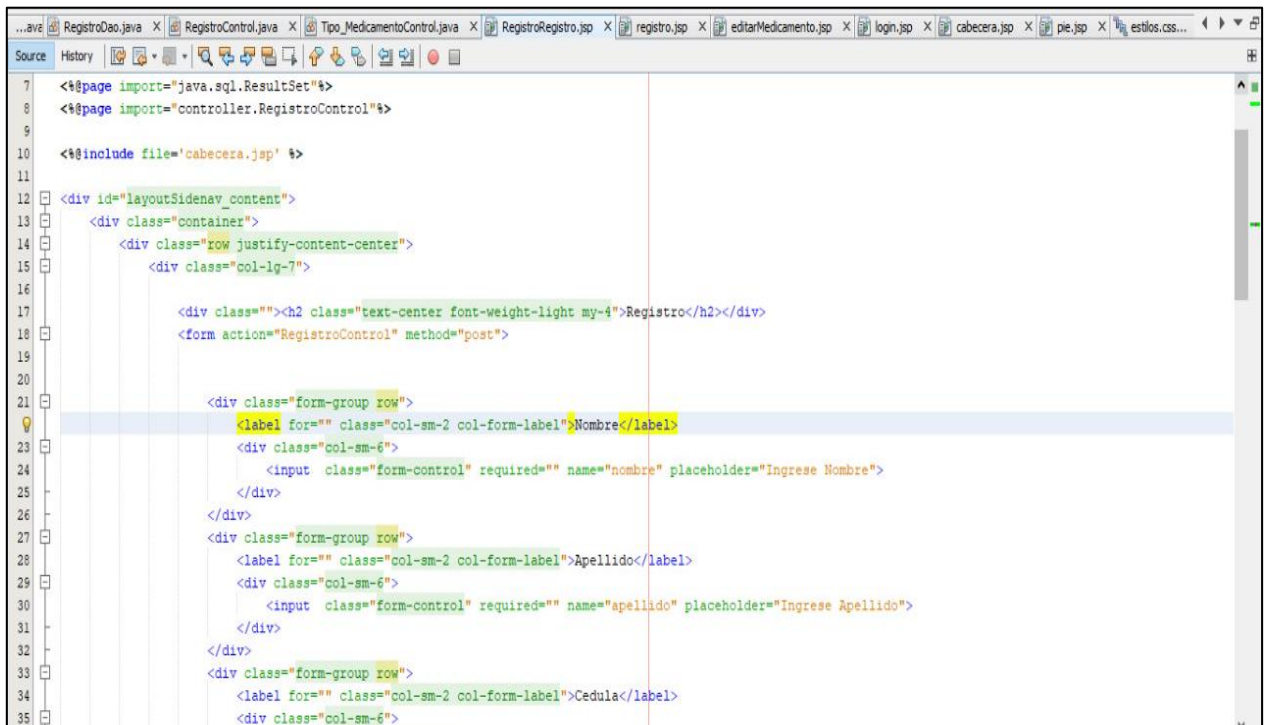 ...ava RegistroDao.java X RegistroControl.java X Tipo_MedicamentoControl.java X RegistroRegistro.jsp X registro.jsp X editarMedicamento.jsp X login.jsp X cabecera.jsp X pie.jsp X estilos.css...
Source History
7 <%@page import="java.sql.ResultSet"%>
8 <%@page import="controller.RegistroControl"%>
9
10 <%@include file='cabecera.jsp' %>
11
12 <div id="layoutSidenav_content">
13 <div class="container">
14 <div class="row justify-content-center">
15 <div class="col-lg-7">
16
17 <div class=""><h2 class="text-center font-weight-light my-4">Registro</h2></div>
18 <form action="RegistroControl" method="post">
19
20
21 <div class="form-group row">
<label for="" class="col-sm-2 col-form-label">Nombre</label>
23 <div class="col-sm-6">
24 <input class="form-control" required="" name="nombre" placeholder="Ingrese Nombre">
25 </div>
26 </div>
27 <div class="form-group row">
28 <label for="" class="col-sm-2 col-form-label">Apellido</label>
29 <div class="col-sm-6">
30 <input class="form-control" required="" name="apellido" placeholder="Ingrese Apellido">
31 </div>
32 </div>
33 <div class="form-group row">
34 <label for="" class="col-sm-2 col-form-label">Cedula</label>
35 <div class="col-sm-6">